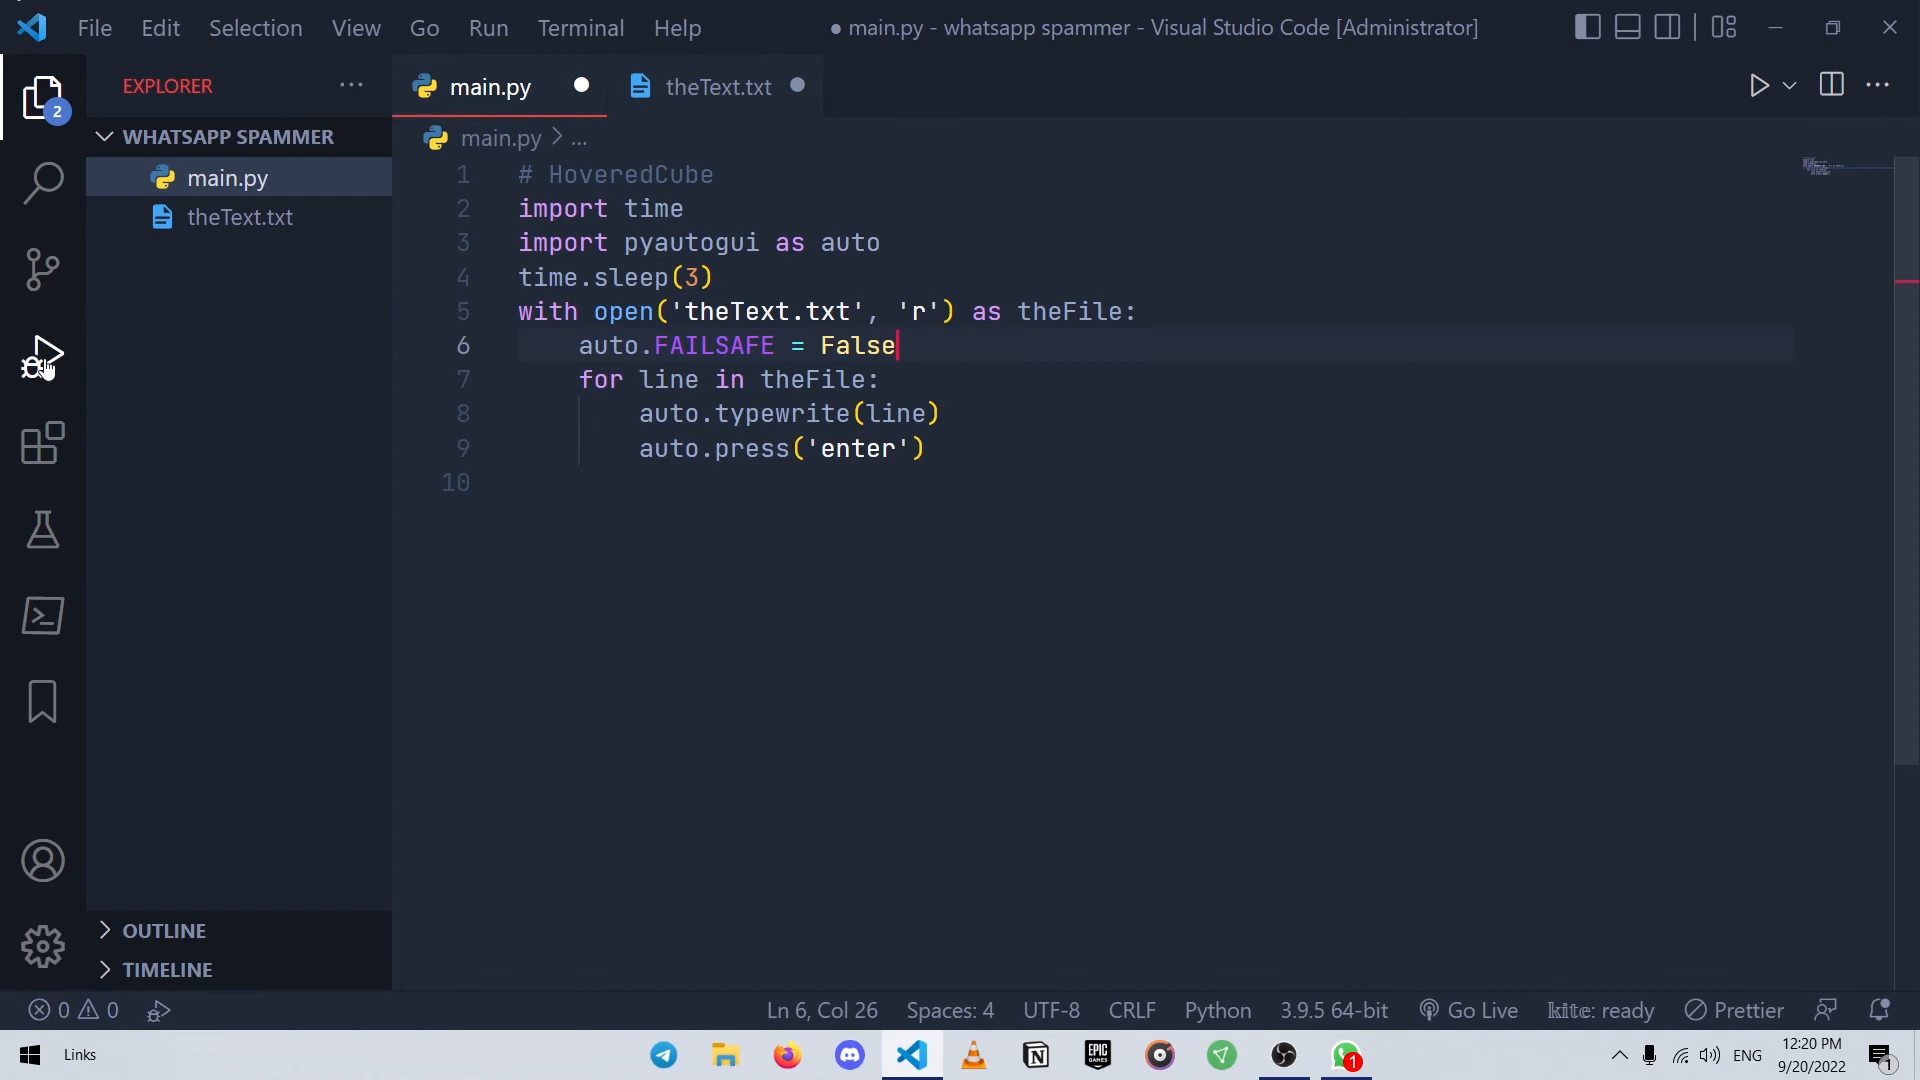 File Edit Selection View Go Run Terminal Help
● main.py - whatsapp spammer - Visual Studio Code [Administrator]
2
EXPLORER ...
WHATSAPP SPAMMER
main.py
theText.txt
OUTLINE
TIMELINE
main.py
theText.txt
main.py > ...
1 # HoveredCube
2 import time
3 import pyautogui as auto
4 time.sleep(3)
5 with open('theText.txt', 'r') as theFile:
6     auto.FAILSAFE = False
7     for line in theFile:
8         auto.typewrite(line)
9         auto.press('enter')
10
0 0
Ln 6, Col 26 Spaces: 4 UTF-8 CRLF Python 3.9.5 64-bit Go Live kite: ready Prettier
Links
EPIC GAMES
1
ENG
12:20 PM
9/20/2022
1